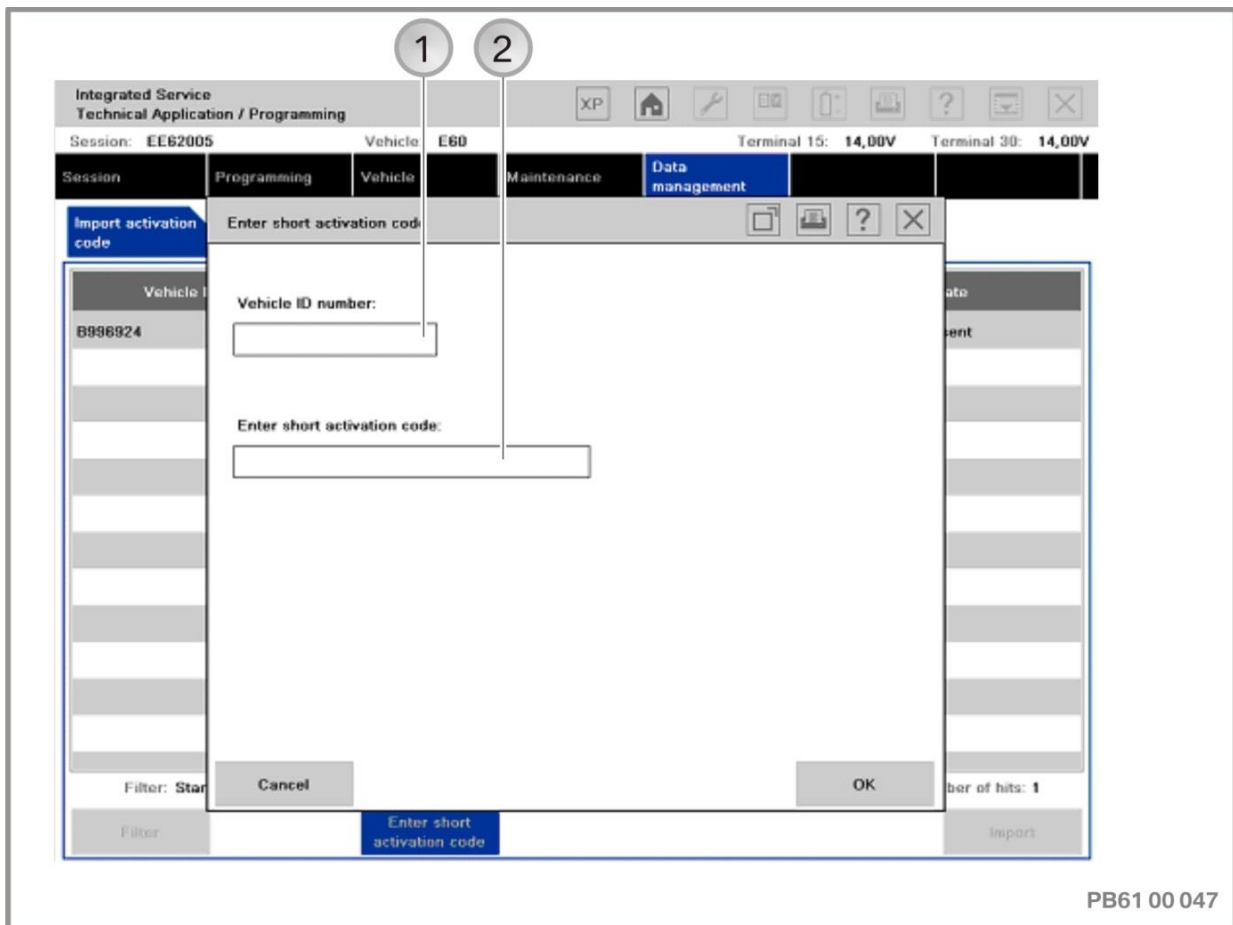 1 2
Integrated Service
Technical Application / Programming
XP
?
Session: EE62005 Vehicle: E60 Terminal 15: 14,00V Terminal 30: 14,00V
Session Programming Vehicle Maintenance Data
management
Import activation
code
Enter short activation code
?
Vehicle I
ate
B996924
sent
Vehicle ID number:
Enter short activation code:
Cancel OK
Filter: Star
ber of hits: 1
Filter
Enter short
activation code
Import
PB61 00 047